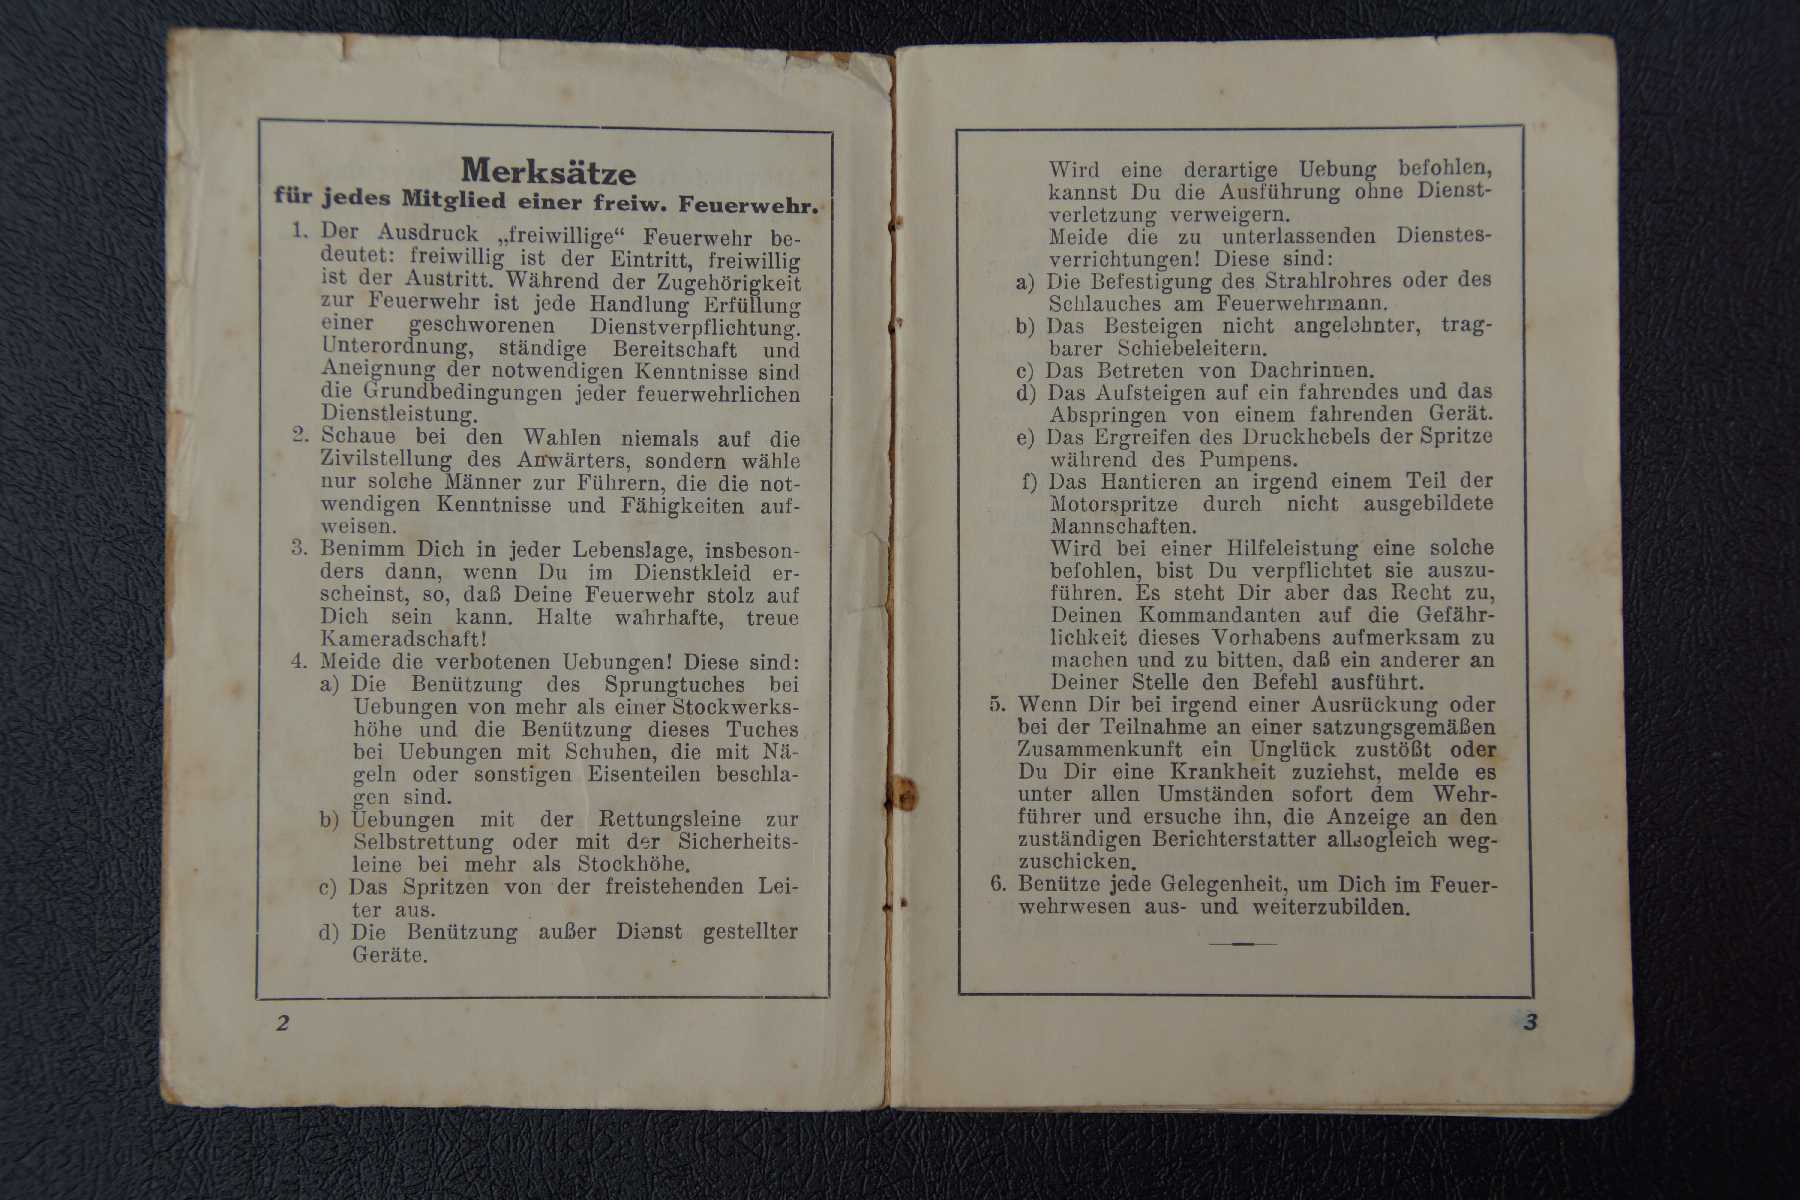 Merksätze
für jedes Mitglied einer freiw. Feuerwehr.
1. Der Ausdruck „freiwillige“ Feuerwehr be-
deutet: freiwillig ist der Eintritt, freiwillig
ist der Austritt. Während der Zugehörigkeit
zur Feuerwehr ist jede Handlung Erfüllung
einer geschworenen Dienstverpflichtung.
Unterordnung, ständige Bereitschaft und
Aneignung der notwendigen Kenntnisse sind
die Grundbedingungen jeder feuerwehrlichen
Dienstleistung.
2. Schaue bei den Wahlen niemals auf die
Zivilstellung des Anwärters, sondern wähle
nur solche Männer zur Führern, die die not-
wendigen Kenntnisse und Fähigkeiten auf-
weisen.
3. Benimm Dich in jeder Lebenslage, insbeson-
ders dann, wenn Du im Dienstkleid er-
scheinst, so, daß Deine Feuerwehr stolz auf
Dich sein kann. Halte wahrhafte, treue
Kameradschaft!
4. Meide die verbotenen Uebungen! Diese sind:
a) Die Benützung des Sprungtuches bei
Uebungen von mehr als einer Stockwerks-
höhe und die Benützung dieses Tuches
bei Uebungen mit Schuhen, die mit Nä-
geln oder sonstigen Eisenteilen beschla-
gen sind.
b) Uebungen mit der Rettungsleine zur
Selbstrettung oder mit der Sicherheits-
leine bei mehr als Stockhöhe.
c) Das Spritzen von der freistehenden Lei-
ter aus.
d) Die Benützung außer Dienst gestellter
Geräte.
2
Wird eine derartige Uebung befohlen,
kannst Du die Ausführung ohne Dienst-
verletzung verweigern.
Meide die zu unterlassenden Dienstes-
verrichtungen! Diese sind:
a) Die Befestigung des Strahlrohres oder des
Schlauches am Feuerwehrmann.
b) Das Besteigen nicht angelehnter, trag-
barer Schiebeleitern.
c) Das Betreten von Dachrinnen.
d) Das Aufsteigen auf ein fahrendes und das
Abspringen von einem fahrenden Gerät.
e) Das Ergreifen des Druckhebels der Spritze
während des Pumpens.
f) Das Hantieren an irgend einem Teil der
Motorspritze durch nicht ausgebildete
Mannschaften.
Wird bei einer Hilfeleistung eine solche
befohlen, bist Du verpflichtet sie auszu-
führen. Es steht Dir aber das Recht zu,
Deinen Kommandanten auf die Gefähr-
lichkeit dieses Vorhabens aufmerksam zu
machen und zu bitten, daß ein anderer an
Deiner Stelle den Befehl ausführt.
5. Wenn Dir bei irgend einer Ausrückung oder
bei der Teilnahme an einer satzungsgemäßen
Zusammenkunft ein Unglück zustößt oder
Du Dir eine Krankheit zuziehst, melde es
unter allen Umständen sofort dem Wehr-
führer und ersuche ihn, die Anzeige an den
zuständigen Berichterstatter allsogleich weg-
zuschicken.
6. Benütze jede Gelegenheit, um Dich im Feuer-
wehrwesen aus- und weiterzubilden.
3